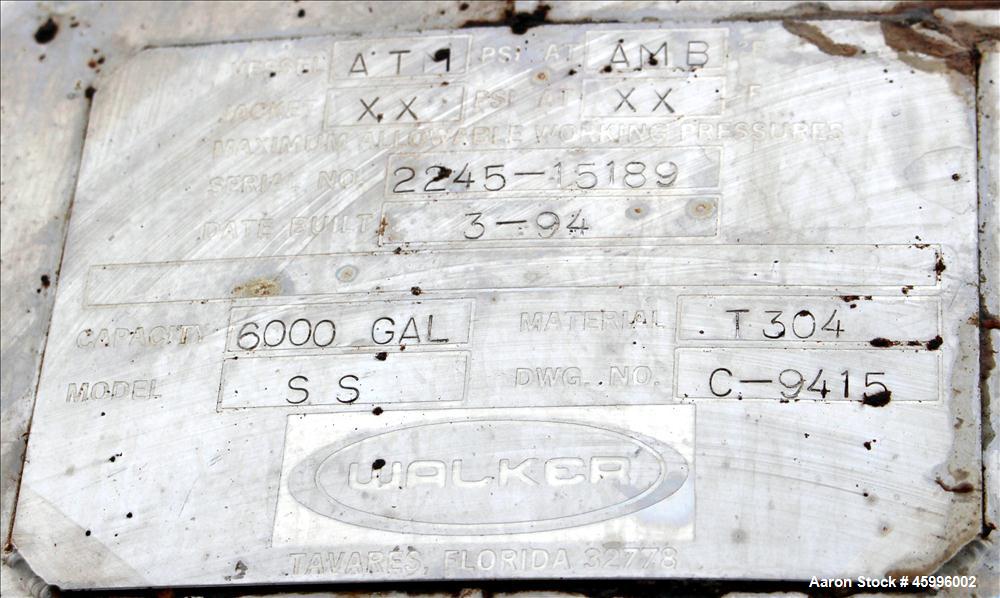 VESSEL ATM PSI AT AMB °F
JACKET XX PSI AT XX °F
MAXIMUM ALLOWABLE WORKING PRESSURES
SERIAL NO. 2245-15189
DATE BUILT 3-94
CAPACITY 6000 GAL MATERIAL T304
MODEL SS DWG. NO. C-9415
WALKER
TAVARES, FLORIDA 32778
Aaron Stock # 45996002